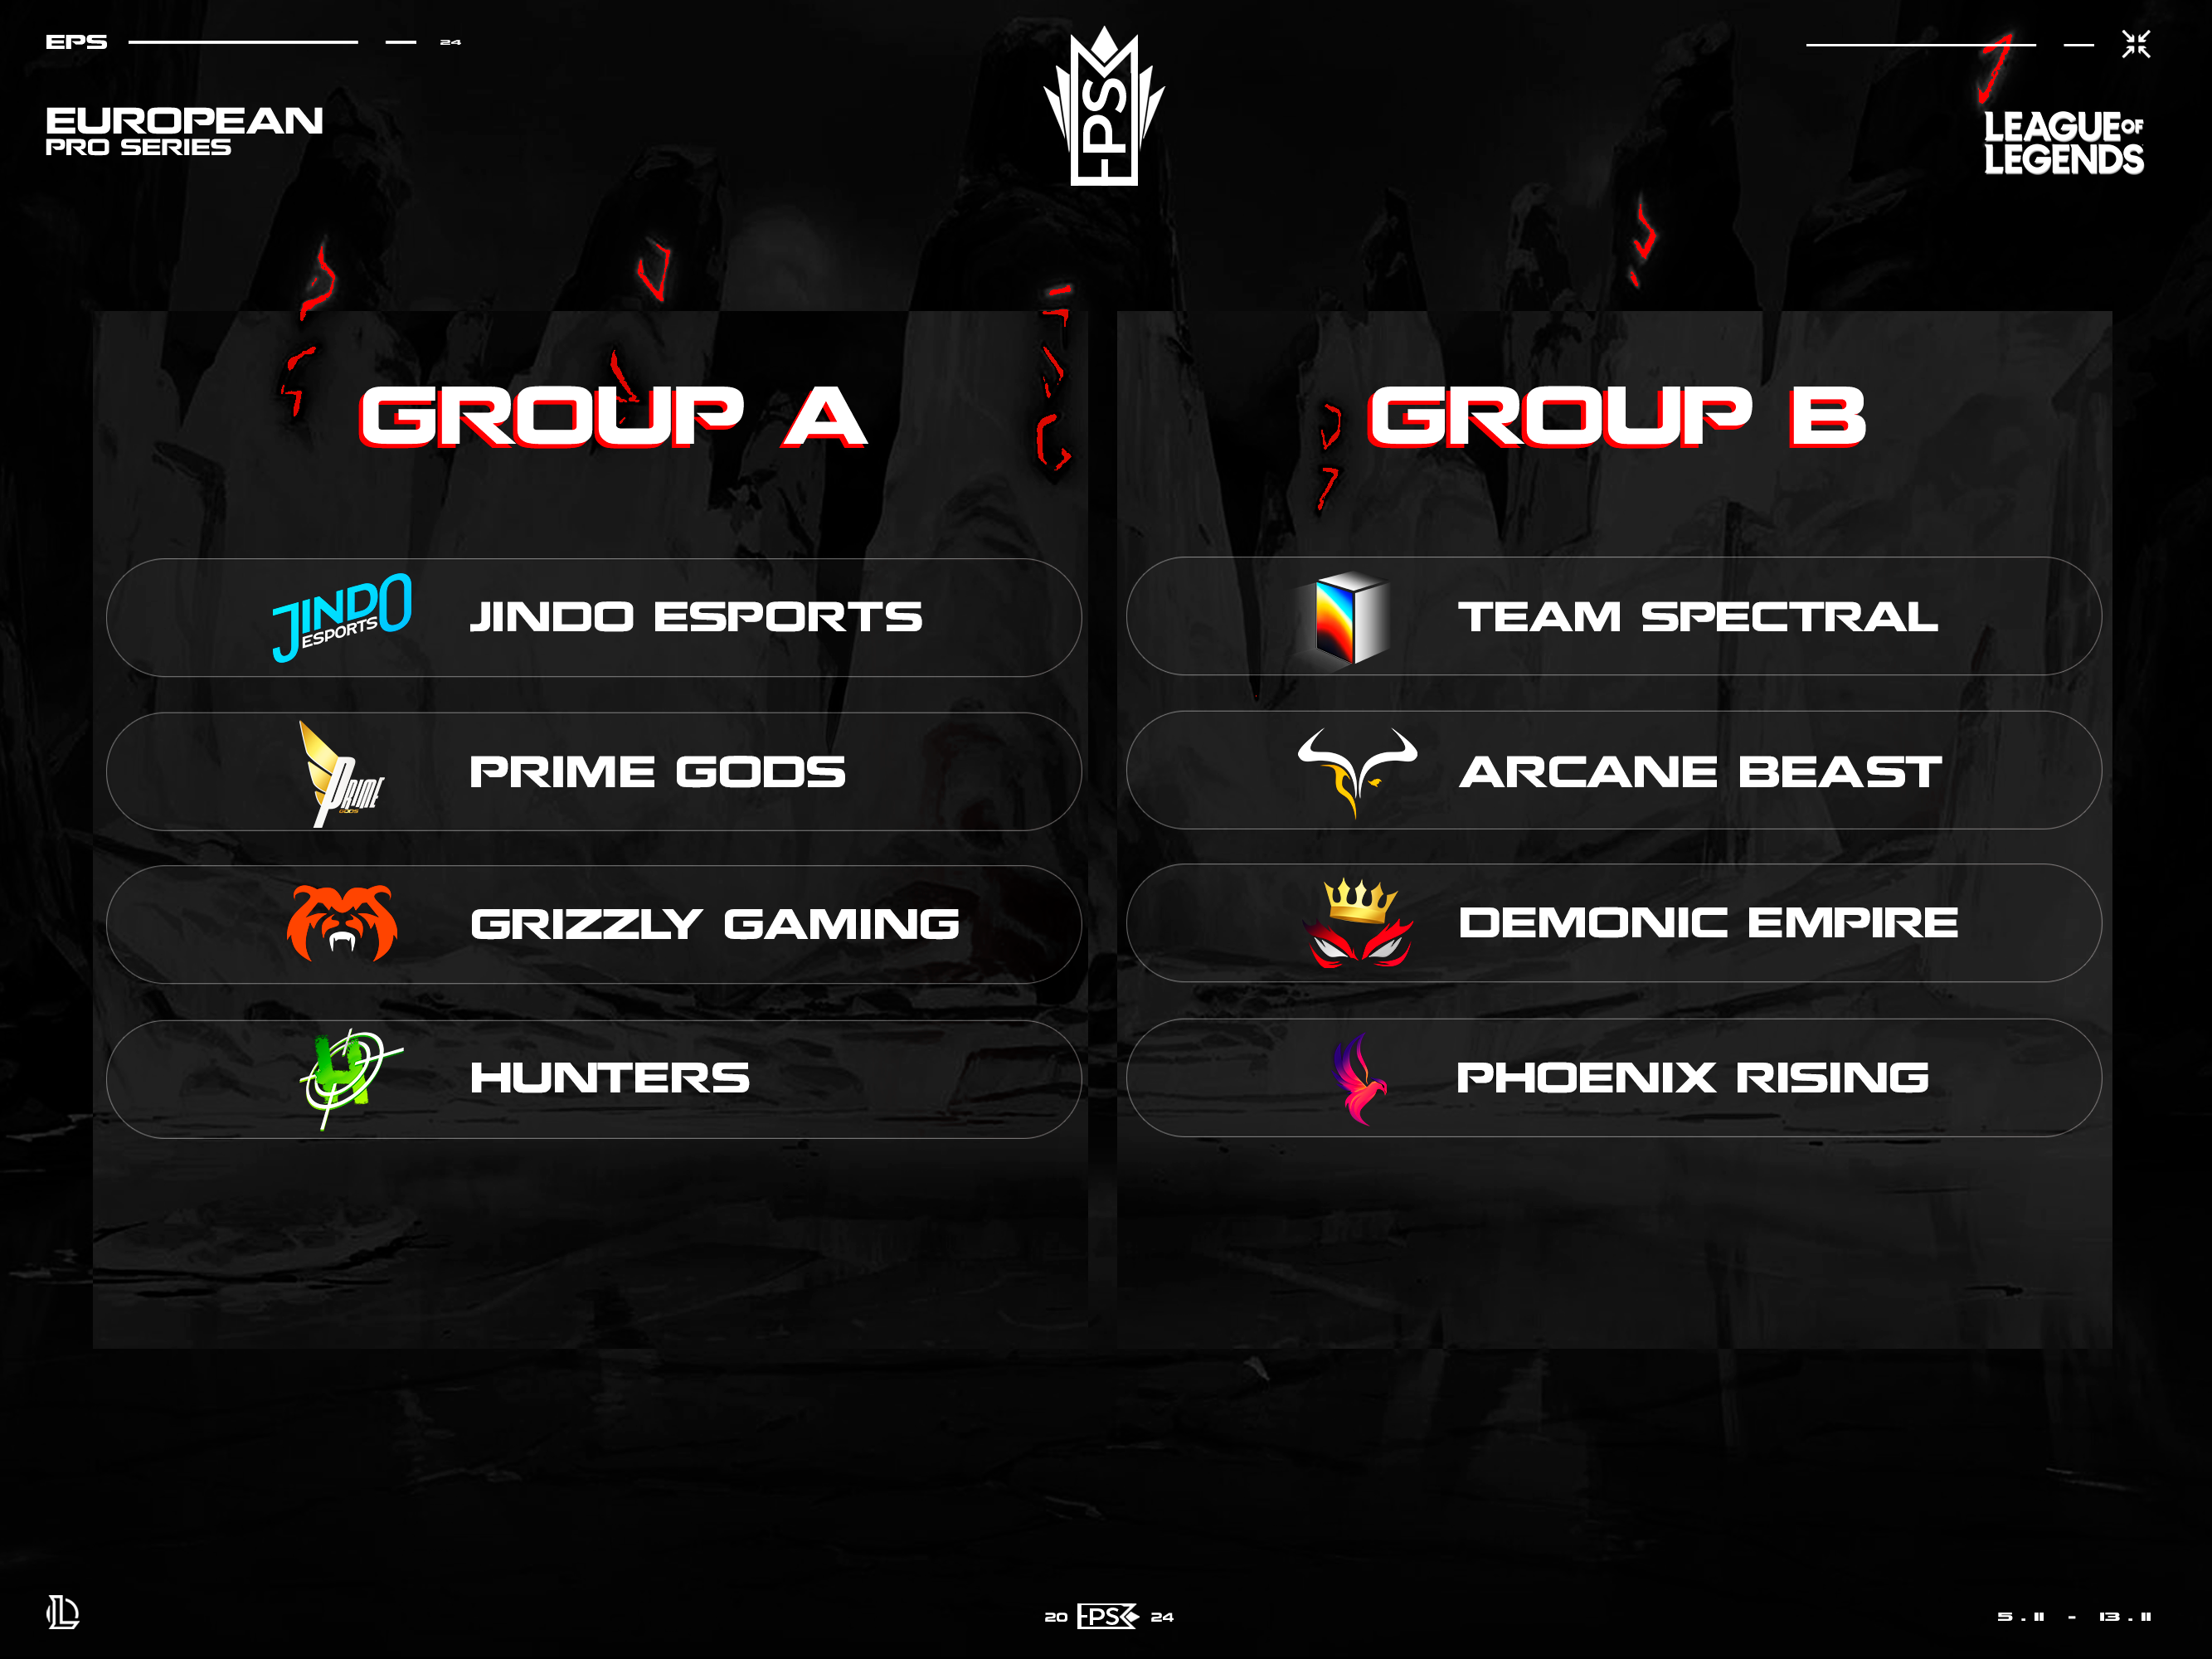 EPS 24
EUROPEAN
PRO SERIES
EPS
LEAGUE OF
LEGENDS
GROUP A
JINDO
ESPORTS
JINDO ESPORTS
PRIME
GODS
PRIME GODS
GRIZZLY GAMING
H
HUNTERS
GROUP B
TEAM SPECTRAL
ARCANE BEAST
DEMONIC EMPIRE
PHOENIX RISING
L
20 EPS 24
5.11 - 13.11